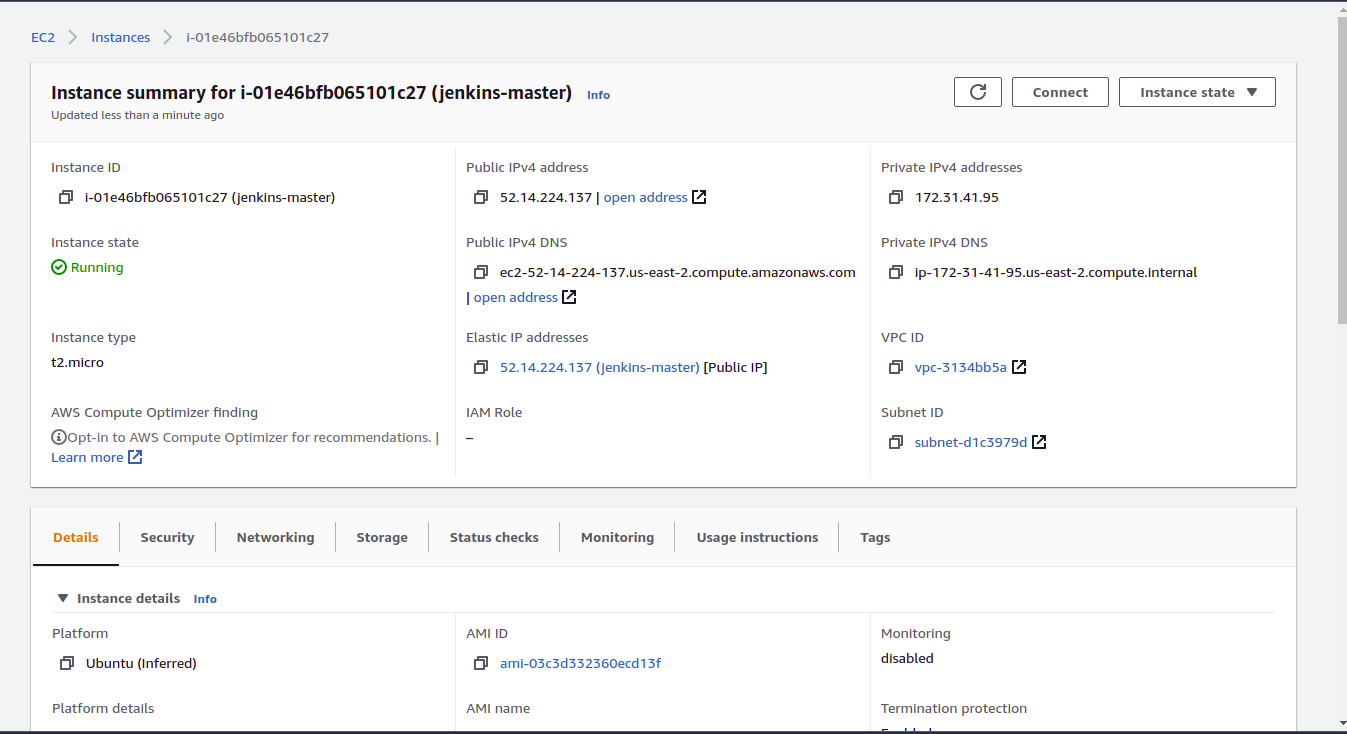 EC2 Instances i-01e46bfb065101c27
Instance summary for i-01e46bfb065101c27 (jenkins-master) Info
Updated less than a minute ago
Connect
Instance state
Instance ID
i-01e46bfb065101c27 (jenkins-master)
Public IPv4 address
52.14.224.137 | open address
Private IPv4 addresses
172.31.41.95
Instance state
Running
Public IPv4 DNS
ec2-52-14-224-137.us-east-2.compute.amazonaws.com
| open address
Private IPv4 DNS
ip-172-31-41-95.us-east-2.compute.internal
Instance type
t2.micro
Elastic IP addresses
52.14.224.137 (jenkins-master) [Public IP]
VPC ID
vpc-3134bb5a
AWS Compute Optimizer finding
Opt-in to AWS Compute Optimizer for recommendations. |
Learn more
IAM Role
–
Subnet ID
subnet-d1c3979d
Details Security Networking Storage Status checks Monitoring Usage instructions Tags
Instance details Info
Platform
Ubuntu (Inferred)
AMI ID
ami-03c3d332360ecd13f
Monitoring
disabled
Platform details
AMI name
Termination protection